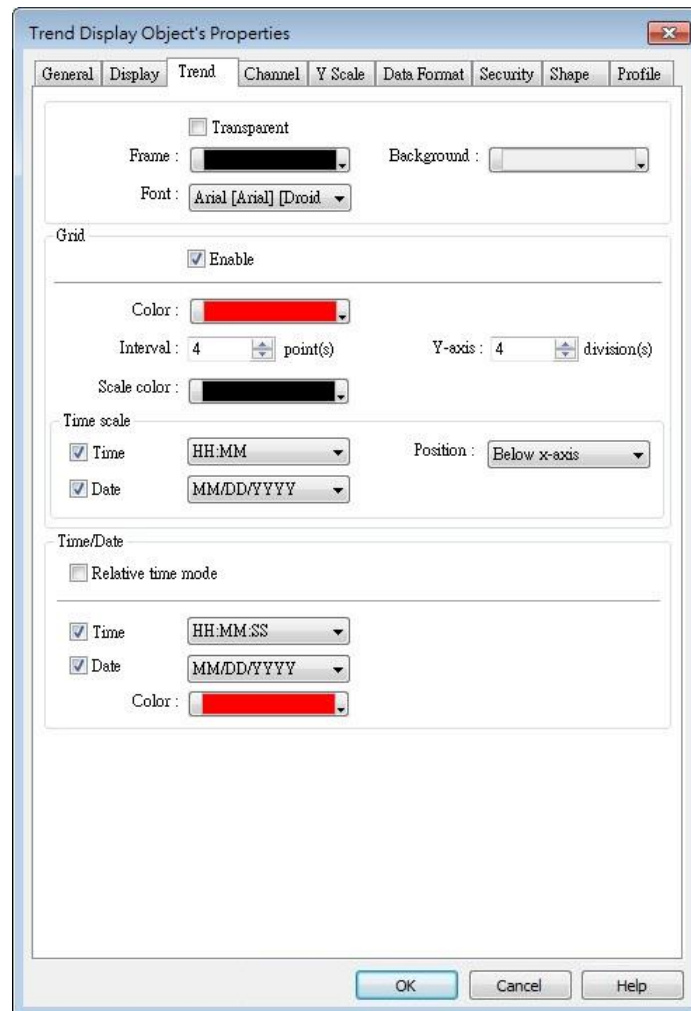 Trend Display Object's Properties
General Display Trend Channel Y Scale Data Format Security Shape Profile
Transparent
Frame : Background :
Font : Arial [Arial] [Droid
Grid
Enable
Color :
Interval : 4 point(s) Y-axis : 4 division(s)
Scale color :
Time scale
Time HH:MM Position : Below x-axis
Date MM/DD/YYYY
Time/Date
Relative time mode
Time HH:MM:SS
Date MM/DD/YYYY
Color :
OK Cancel Help